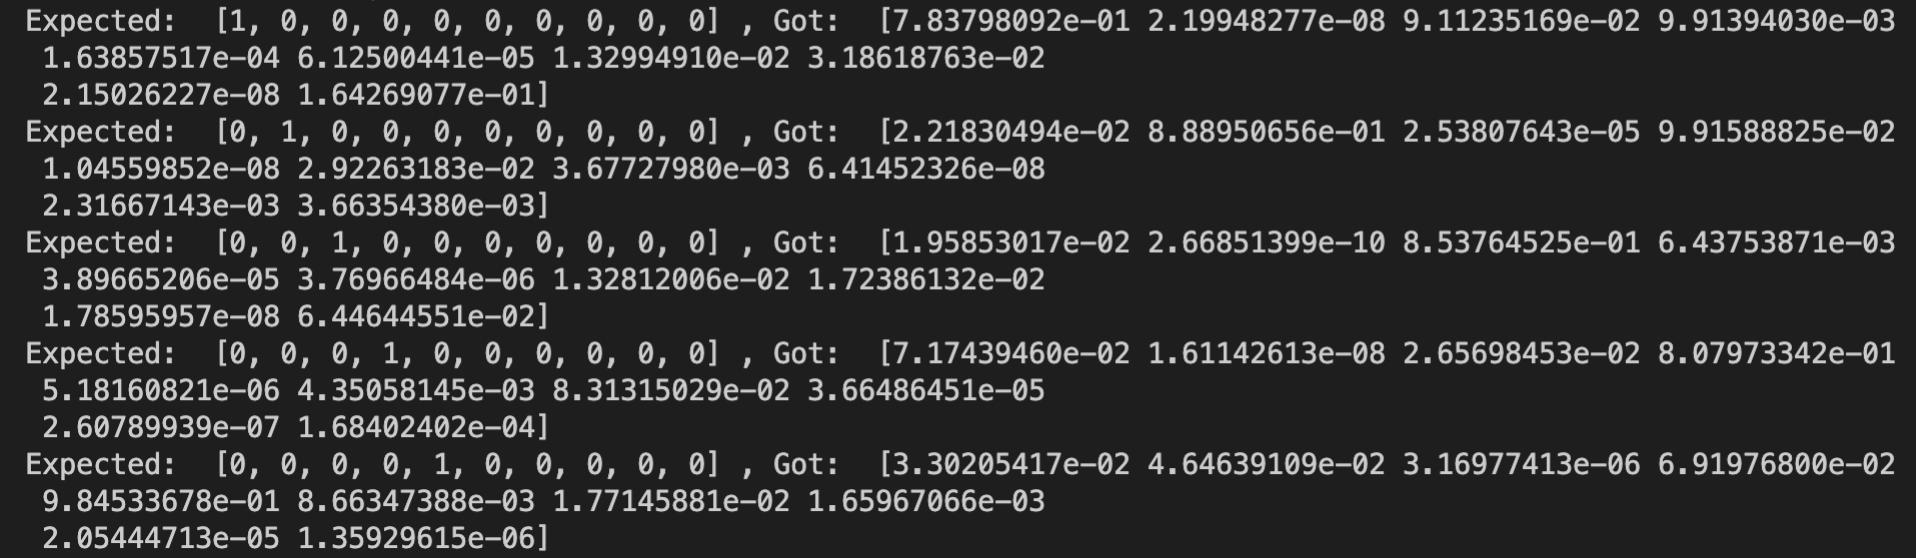 Expected:  [1, 0, 0, 0, 0, 0, 0, 0, 0, 0] , Got:  [7.83798092e-01 2.19948277e-08 9.11235169e-02 9.91394030e-03
1.63857517e-04 6.12500441e-05 1.32994910e-02 3.18618763e-02
2.15026227e-08 1.64269077e-01]
Expected:  [0, 1, 0, 0, 0, 0, 0, 0, 0, 0] , Got:  [2.21830494e-02 8.88950656e-01 2.53807643e-05 9.91588825e-02
1.04559852e-08 2.92263183e-02 3.67727980e-03 6.41452326e-08
2.31667143e-03 3.66354380e-03]
Expected:  [0, 0, 1, 0, 0, 0, 0, 0, 0, 0] , Got:  [1.95853017e-02 2.66851399e-10 8.53764525e-01 6.43753871e-03
3.89665206e-05 3.76966484e-06 1.32812006e-02 1.72386132e-02
1.78595957e-08 6.44644551e-02]
Expected:  [0, 0, 0, 1, 0, 0, 0, 0, 0, 0] , Got:  [7.17439460e-02 1.61142613e-08 2.65698453e-02 8.07973342e-01
5.18160821e-06 4.35058145e-03 8.31315029e-02 3.66486451e-05
2.60789939e-07 1.68402402e-04]
Expected:  [0, 0, 0, 0, 1, 0, 0, 0, 0, 0] , Got:  [3.30205417e-02 4.64639109e-02 3.16977413e-06 6.91976800e-02
9.84533678e-01 8.66347388e-03 1.77145881e-02 1.65967066e-03
2.05444713e-05 1.35929615e-06]